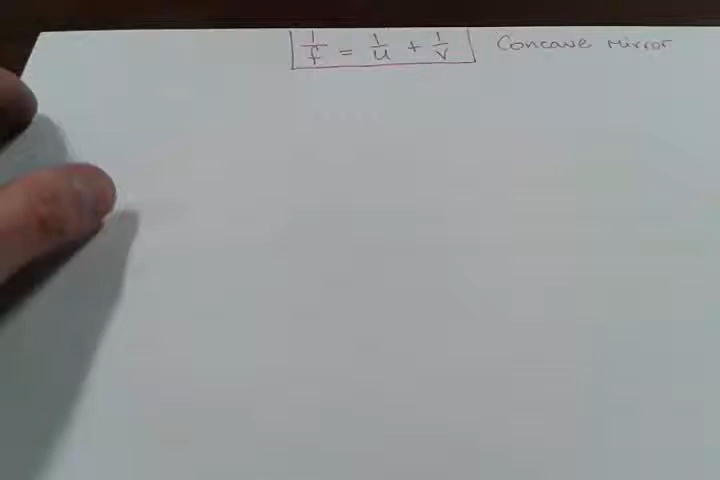 1/f = 1/u + 1/v Concave mirror